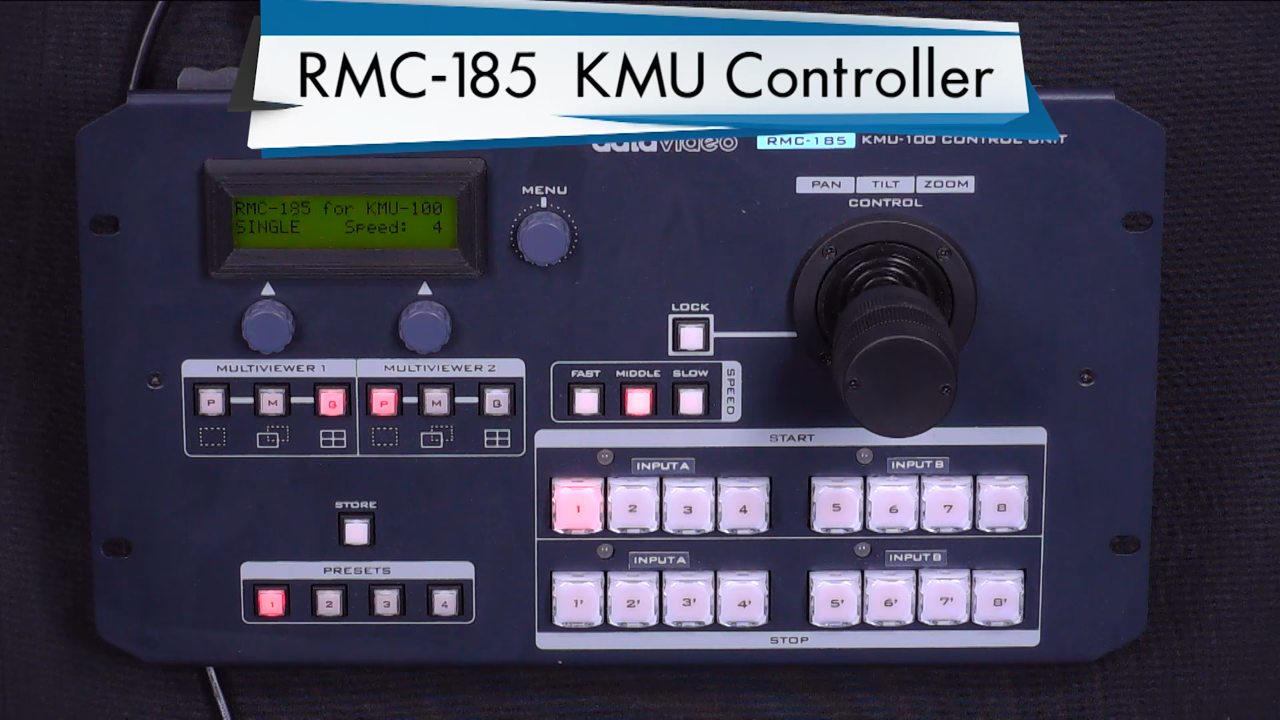 RMC-185 KMU Controller
datavideo RMC-185 KMU-100 CONTROL UNIT
PAN TILT ZOOM
CONTROL
MENU
RMC-185 for KMU-100
SINGLE Speed: 4
LOCK
MULTIVIEWER 1 MULTIVIEWER 2
P M Q P M Q
FAST MIDDLE SLOW
SPEED
START
INPUT A INPUT B
1 2 3 4 5 6 7 8
STORE
PRESETS
1 2 3 4
INPUT A INPUT B
1' 2' 3' 4' 5' 6' 7' 8'
STOP